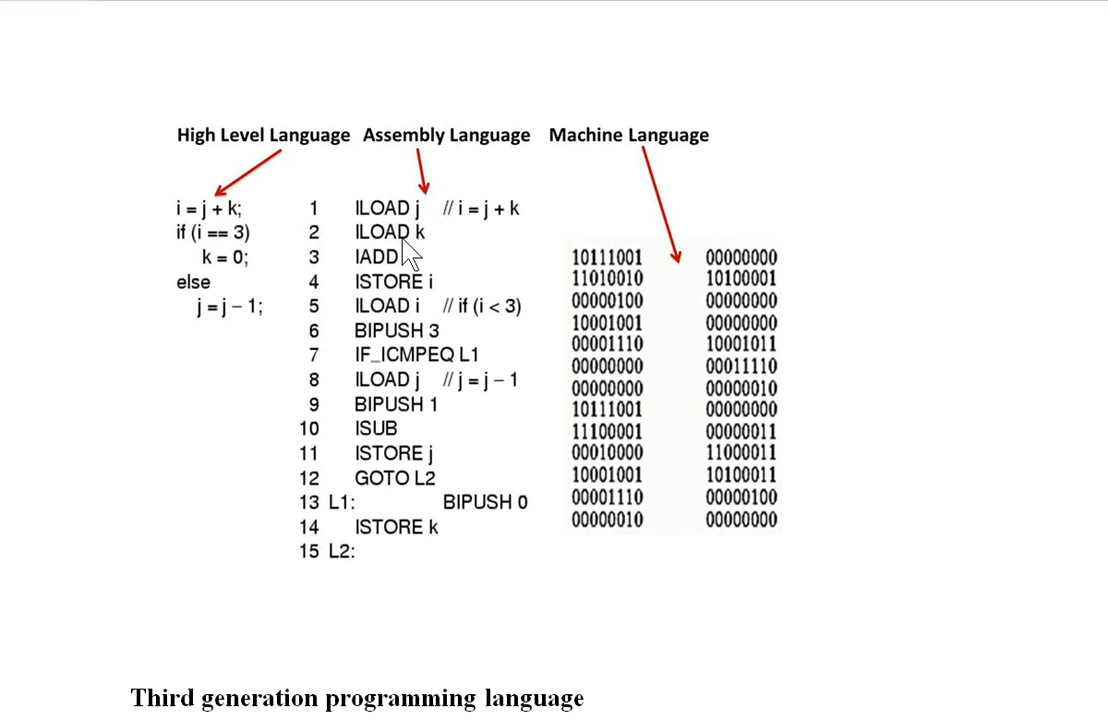 High Level Language Assembly Language Machine Language
i = j + k;
if (i == 3)
k = 0;
else
j = j – 1;
1 ILOAD j // i = j + k
2 ILOAD k
3 IADD
4 ISTORE i
5 ILOAD i // if (i < 3)
6 BIPUSH 3
7 IF_ICMPEQ L1
8 ILOAD j // j = j – 1
9 BIPUSH 1
10 ISUB
11 ISTORE j
12 GOTO L2
13 L1: BIPUSH 0
14 ISTORE k
15 L2:
10111001 00000000
11010010 10100001
00000100 00000000
10001001 00000000
00001110 10001011
00000000 00011110
00000000 00000010
10111001 00000000
11100001 00000011
00010000 11000011
10001001 10100011
00001110 00000100
00000010 00000000
Third generation programming language